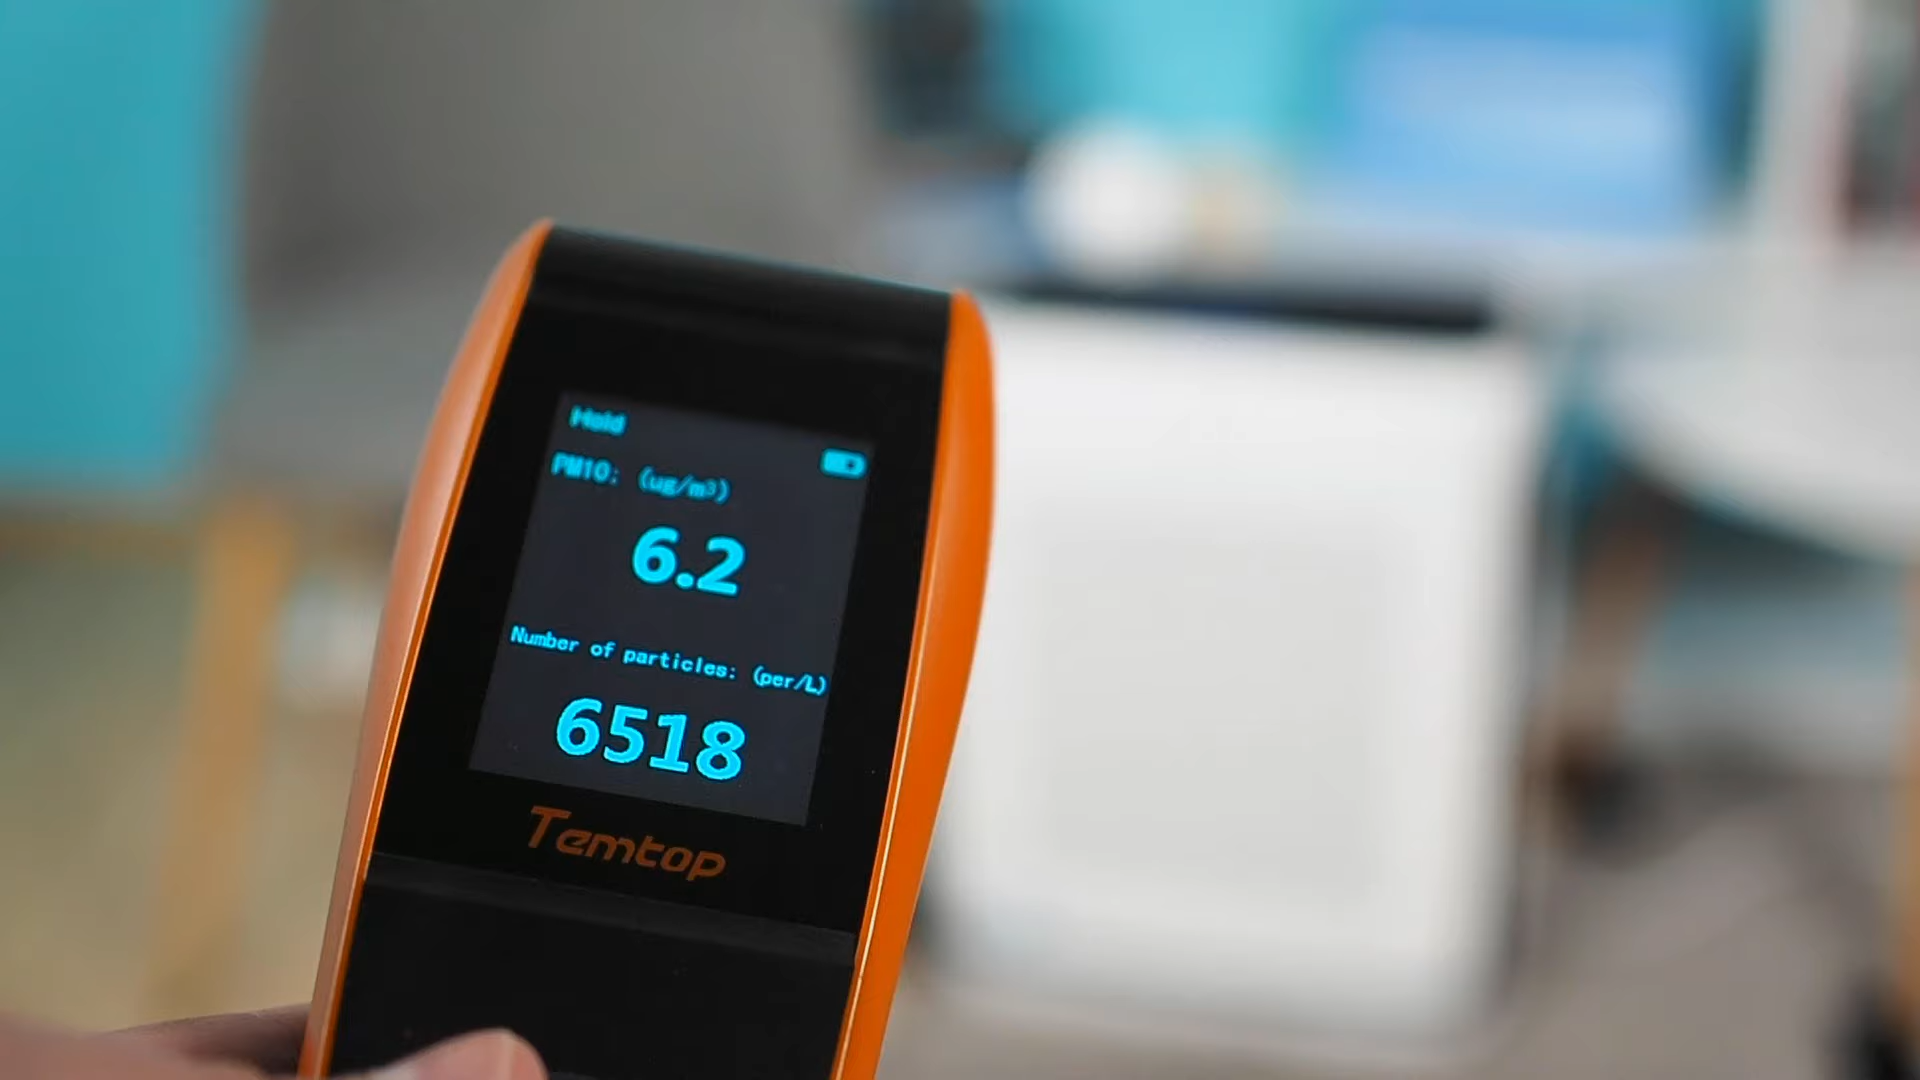 Hold
PM10: (ug/m³)
6.2
Number of particles: (per/L)
6518
Temtop